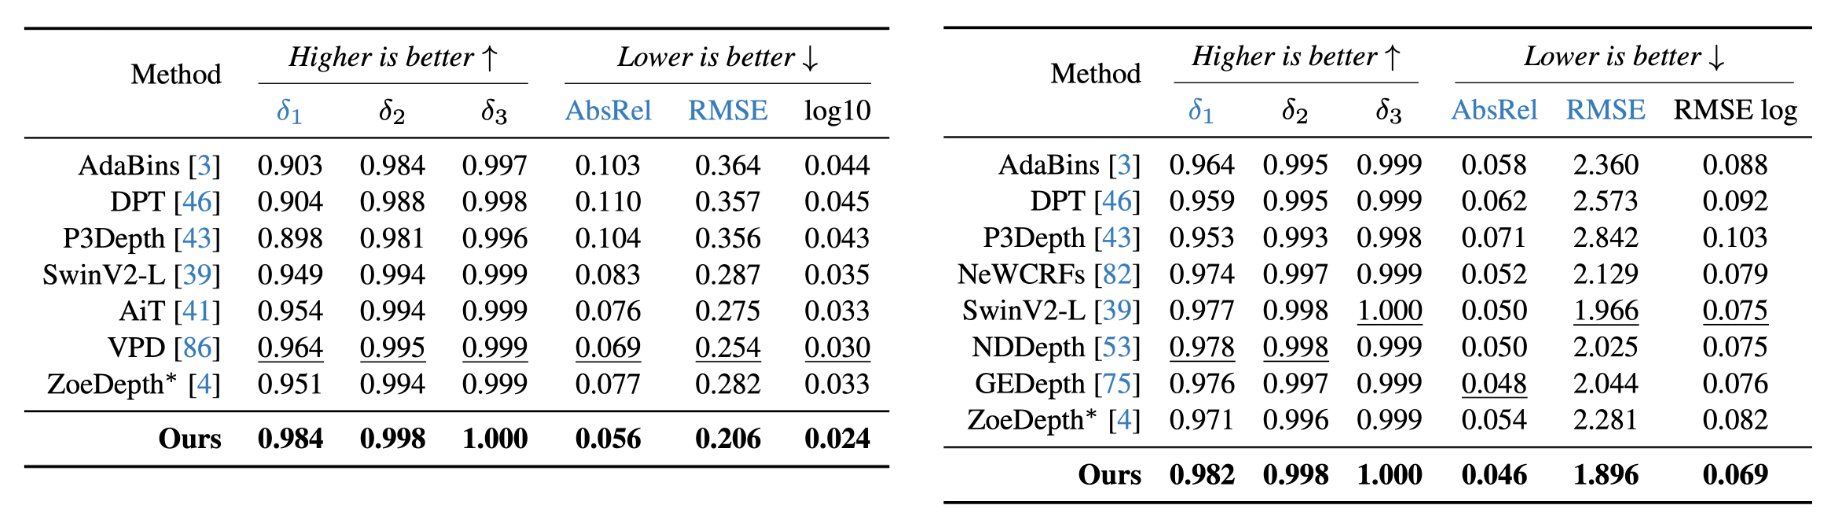 Method Higher is better ↑ Lower is better ↓
δ1 δ2 δ3 AbsRel RMSE log10
AdaBins [3] 0.903 0.984 0.997 0.103 0.364 0.044
DPT [46] 0.904 0.988 0.998 0.110 0.357 0.045
P3Depth [43] 0.898 0.981 0.996 0.104 0.356 0.043
SwinV2-L [39] 0.949 0.994 0.999 0.083 0.287 0.035
AiT [41] 0.954 0.994 0.999 0.076 0.275 0.033
VPD [86] 0.964 0.995 0.999 0.069 0.254 0.030
ZoeDepth* [4] 0.951 0.994 0.999 0.077 0.282 0.033
Ours 0.984 0.998 1.000 0.056 0.206 0.024
Method Higher is better ↑ Lower is better ↓
δ1 δ2 δ3 AbsRel RMSE RMSE log
AdaBins [3] 0.964 0.995 0.999 0.058 2.360 0.088
DPT [46] 0.959 0.995 0.999 0.062 2.573 0.092
P3Depth [43] 0.953 0.993 0.998 0.071 2.842 0.103
NeWCRFs [82] 0.974 0.997 0.999 0.052 2.129 0.079
SwinV2-L [39] 0.977 0.998 1.000 0.050 1.966 0.075
NDDepth [53] 0.978 0.998 0.999 0.050 2.025 0.075
GEDepth [75] 0.976 0.997 0.999 0.048 2.044 0.076
ZoeDepth* [4] 0.971 0.996 0.999 0.054 2.281 0.082
Ours 0.982 0.998 1.000 0.046 1.896 0.069